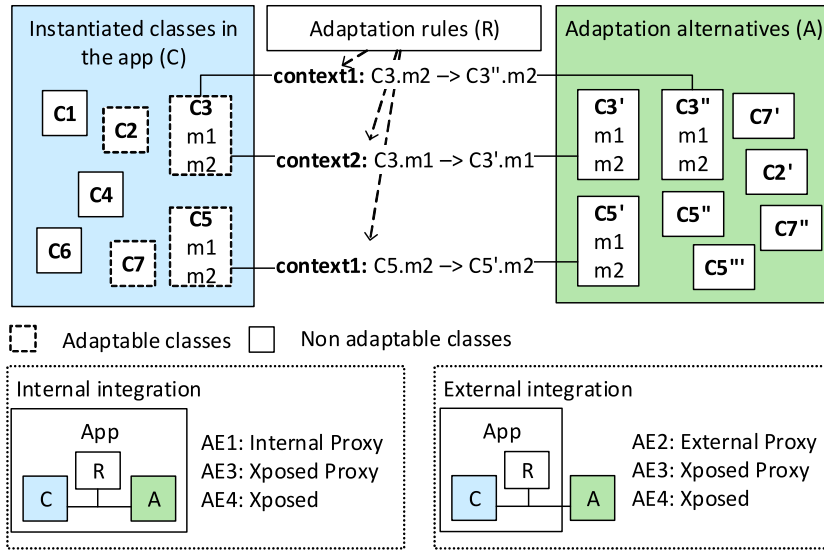 Instantiated classes in
the app (C)
Adaptation rules (R)
Adaptation alternatives (A)
context1: C3.m2 –> C3".m2
context2: C3.m1 –> C3'.m1
context1: C5.m2 –> C5'.m2
C1
C2
C3
m1
m2
C4
C5
m1
m2
C6
C7
C3'
m1
m2
C3"
m1
m2
C7'
C2'
C5'
m1
m2
C5"
C7"
C5"'
Adaptable classes
Non adaptable classes
Internal integration
App
R
C
A
AE1: Internal Proxy
AE3: Xposed Proxy
AE4: Xposed
External integration
App
R
C
A
AE2: External Proxy
AE3: Xposed Proxy
AE4: Xposed